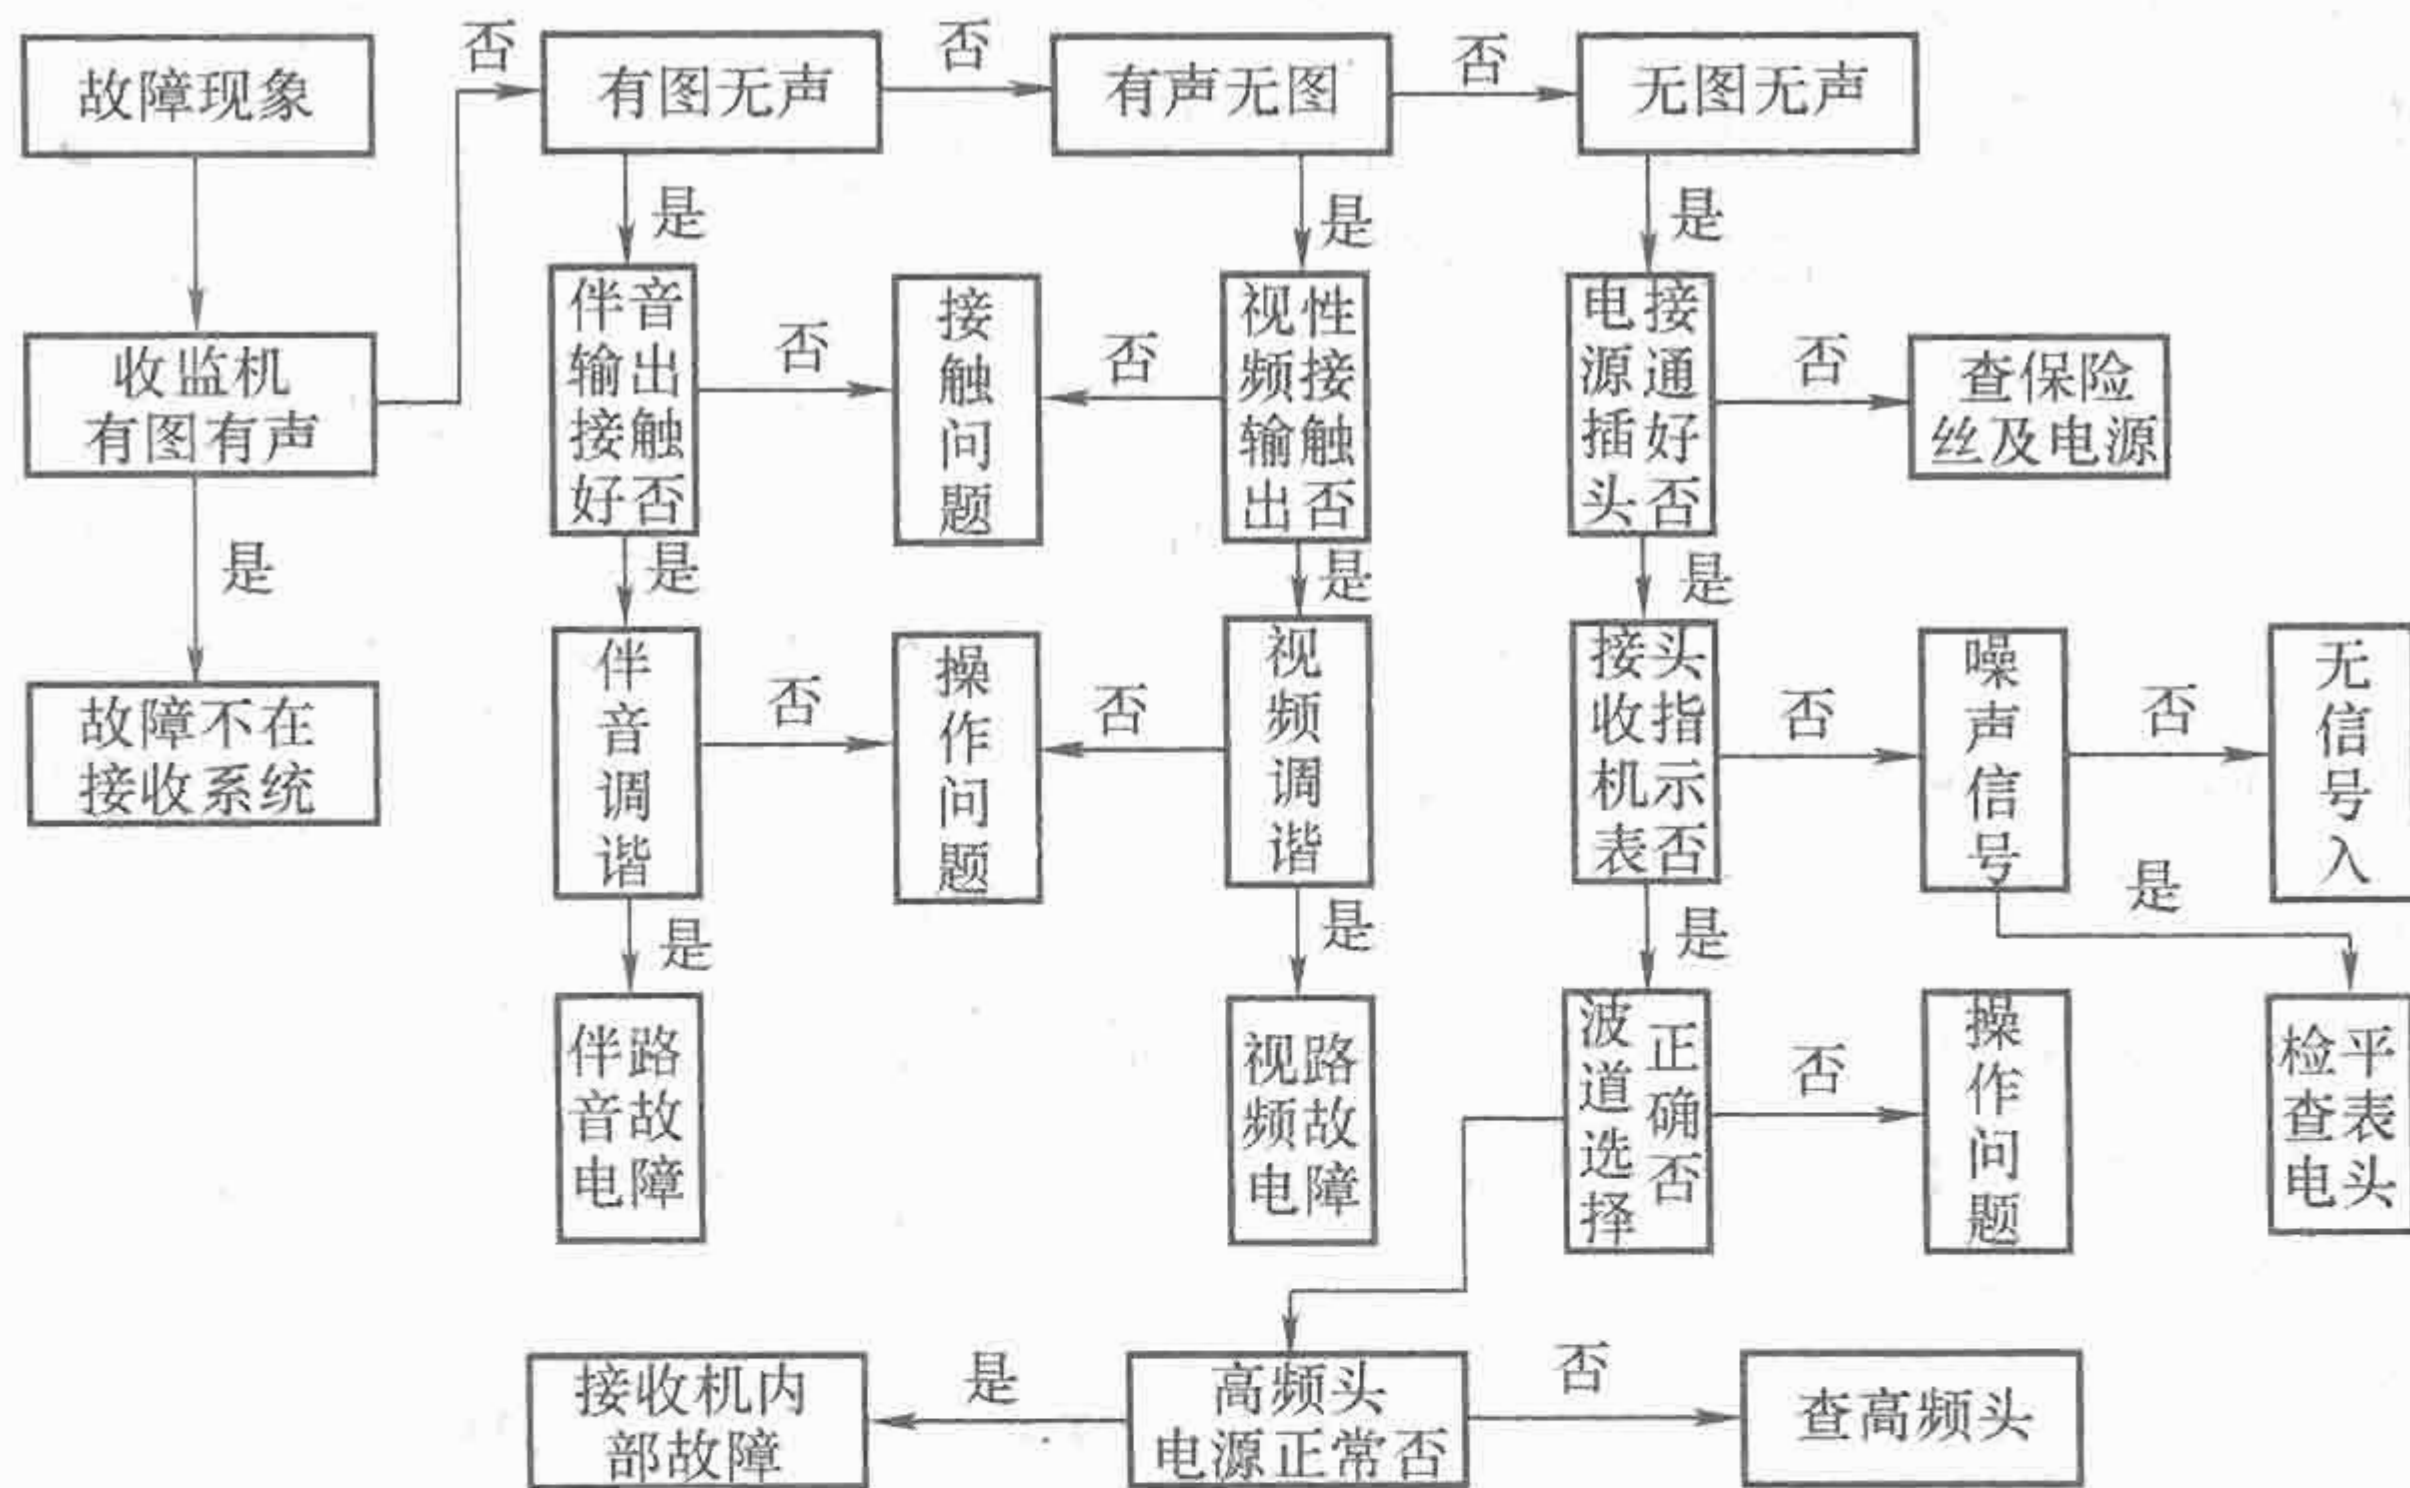 故障现象
否
有图无声
否
有声无图
否
无图无声
是
是
是
收监机
有图有声
伴音
输出
接触
好否
否
接触问题
否
视频输出
性接触否
电源插头
接通好否
否
查保险
丝及电源
是
是
是
是
故障不在
接收系统
伴音调谐
否
操作问题
否
视频调谐
接收机表
头指示否
否
噪声信号
否
无信号入
是
是
是
是
伴音电
路故障
视频电
路故障
波道选择
正确否
否
操作问题
检查电
平表头
接收机内
部故障
是
高频头
电源正常否
否
查高频头